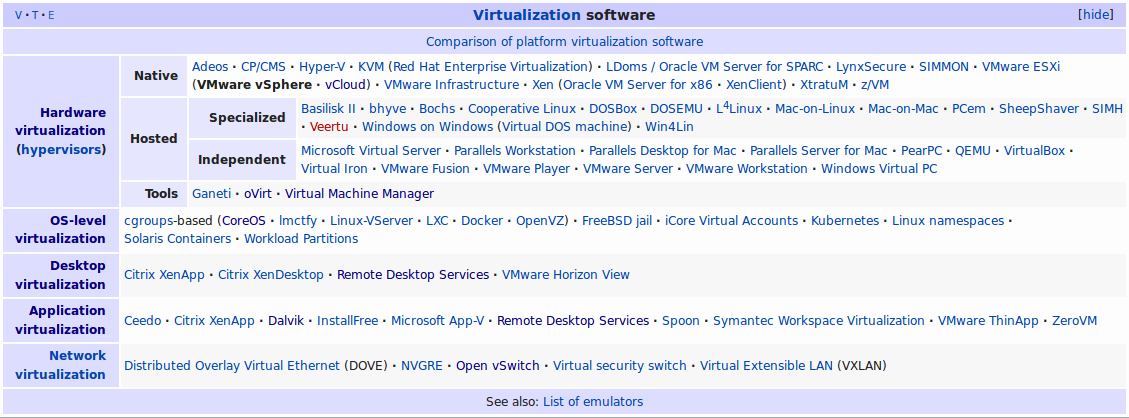 V · T · E Virtualization software [hide]
Comparison of platform virtualization software
Hardware virtualization (hypervisors)
Native
Adeos · CP/CMS · Hyper-V · KVM (Red Hat Enterprise Virtualization) · LDoms / Oracle VM Server for SPARC · LynxSecure · SIMMON · VMware ESXi
(VMware vSphere · vCloud) · VMware Infrastructure · Xen (Oracle VM Server for x86 · XenClient) · XtratuM · z/VM
Hosted
Specialized
Basilisk II · bhyve · Bochs · Cooperative Linux · DOSBox · DOSEMU · L⁴Linux · Mac-on-Linux · Mac-on-Mac · PCem · SheepShaver · SIMH
· Veertu · Windows on Windows (Virtual DOS machine) · Win4Lin
Independent
Microsoft Virtual Server · Parallels Workstation · Parallels Desktop for Mac · Parallels Server for Mac · PearPC · QEMU · VirtualBox ·
Virtual Iron · VMware Fusion · VMware Player · VMware Server · VMware Workstation · Windows Virtual PC
Tools
Ganeti · oVirt · Virtual Machine Manager
OS-level
virtualization
cgroups-based (CoreOS · lmctfy · Linux-VServer · LXC · Docker · OpenVZ) · FreeBSD jail · iCore Virtual Accounts · Kubernetes · Linux namespaces ·
Solaris Containers · Workload Partitions
Desktop
virtualization
Citrix XenApp · Citrix XenDesktop · Remote Desktop Services · VMware Horizon View
Application
virtualization
Ceedo · Citrix XenApp · Dalvik · InstallFree · Microsoft App-V · Remote Desktop Services · Spoon · Symantec Workspace Virtualization · VMware ThinApp · ZeroVM
Network
virtualization
Distributed Overlay Virtual Ethernet (DOVE) · NVGRE · Open vSwitch · Virtual security switch · Virtual Extensible LAN (VXLAN)
See also: List of emulators